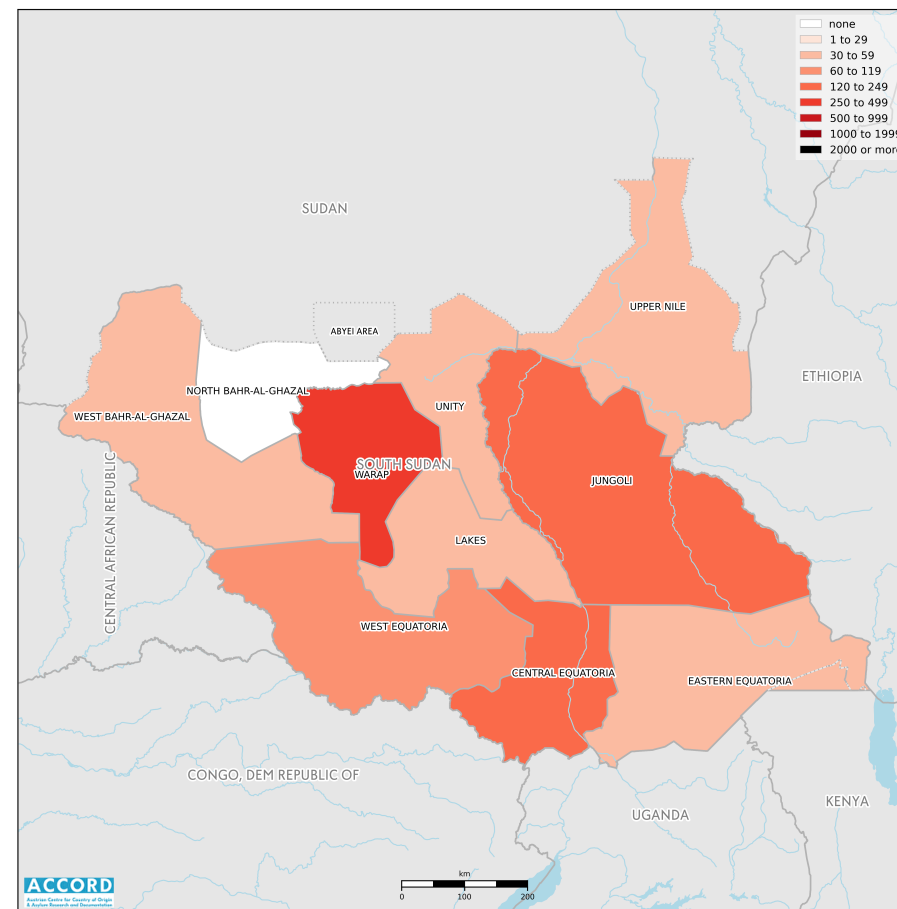 none
1 to 29
30 to 59
60 to 119
120 to 249
250 to 499
500 to 999
1000 to 1999
2000 or mor
SUDAN
UPPER NILE
ABYEI AREA
ETHIOPIA
NORTH BAHR-AL-GHAZAL
UNITY
WEST BAHR-AL-GHAZAL
SOUTH SUDAN
WARAP
JUNGOLI
CENTRAL AFRICAN REPUBLIC
LAKES
WEST EQUATORIA
CENTRAL EQUATORIA
EASTERN EQUATORIA
CONGO, DEM REPUBLIC OF
KENYA
UGANDA
km
0 100 200
ACCORD
Austrian Centre for Country of Origin
& Asylum Research and Documentation